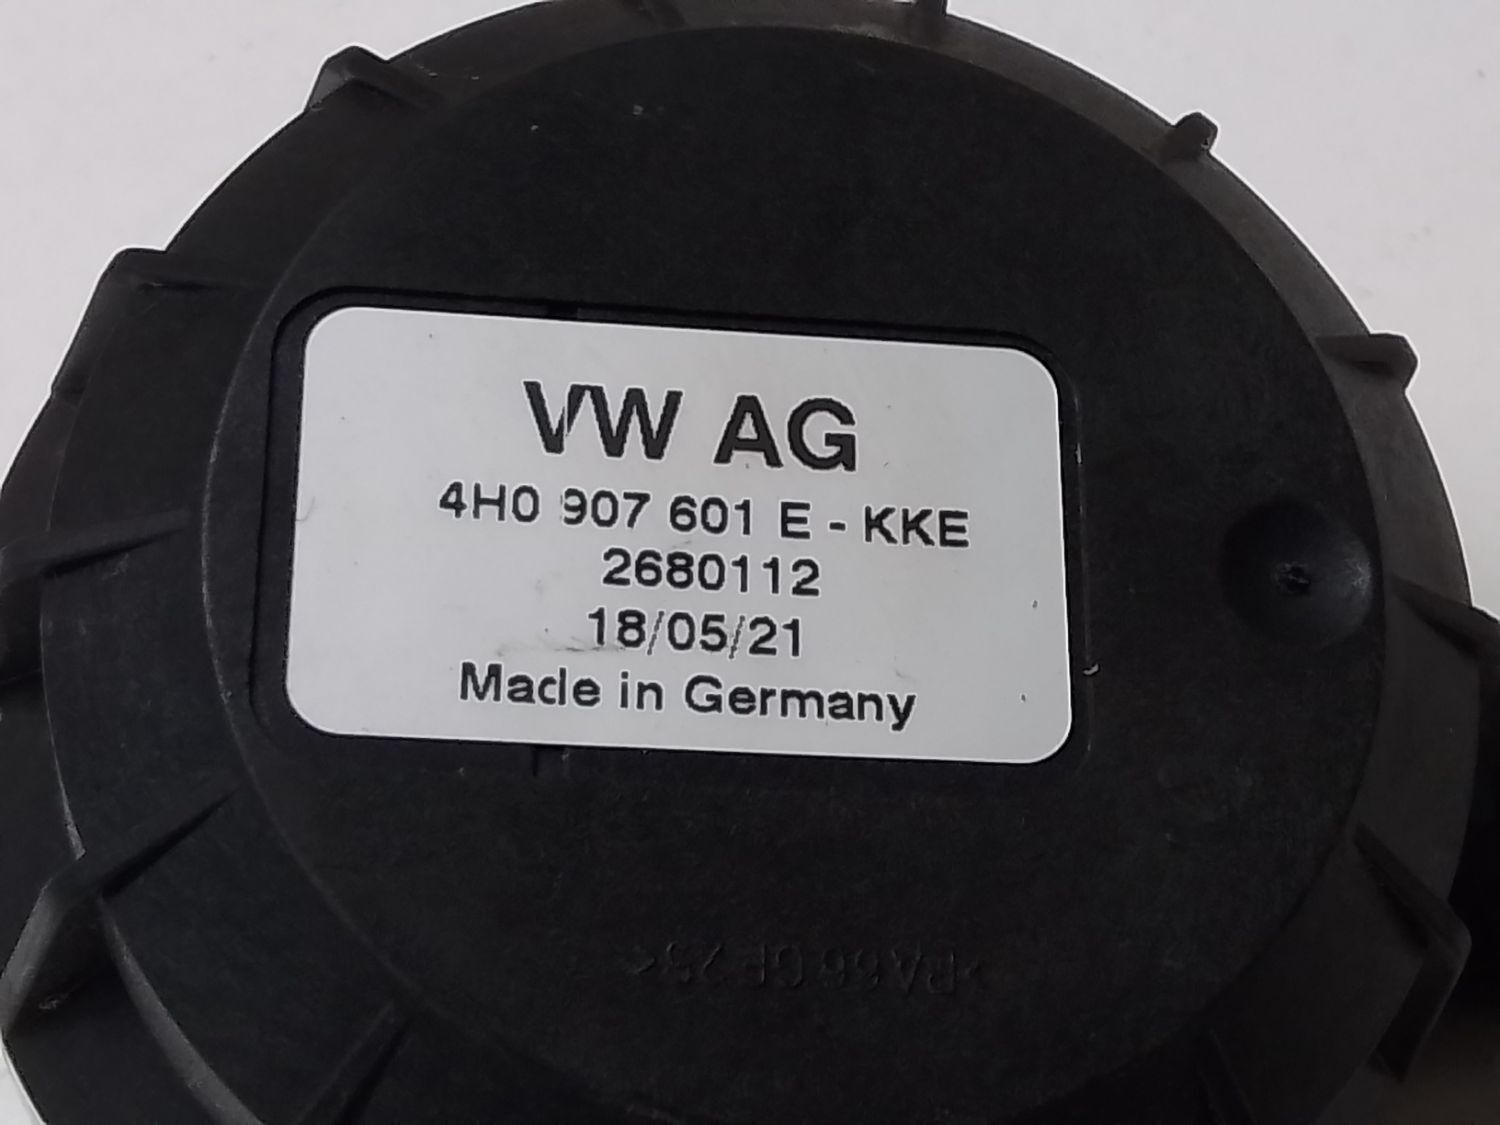 VW AG
4H0 907 601 E - KKE
2680112
18/05/21
Made in Germany